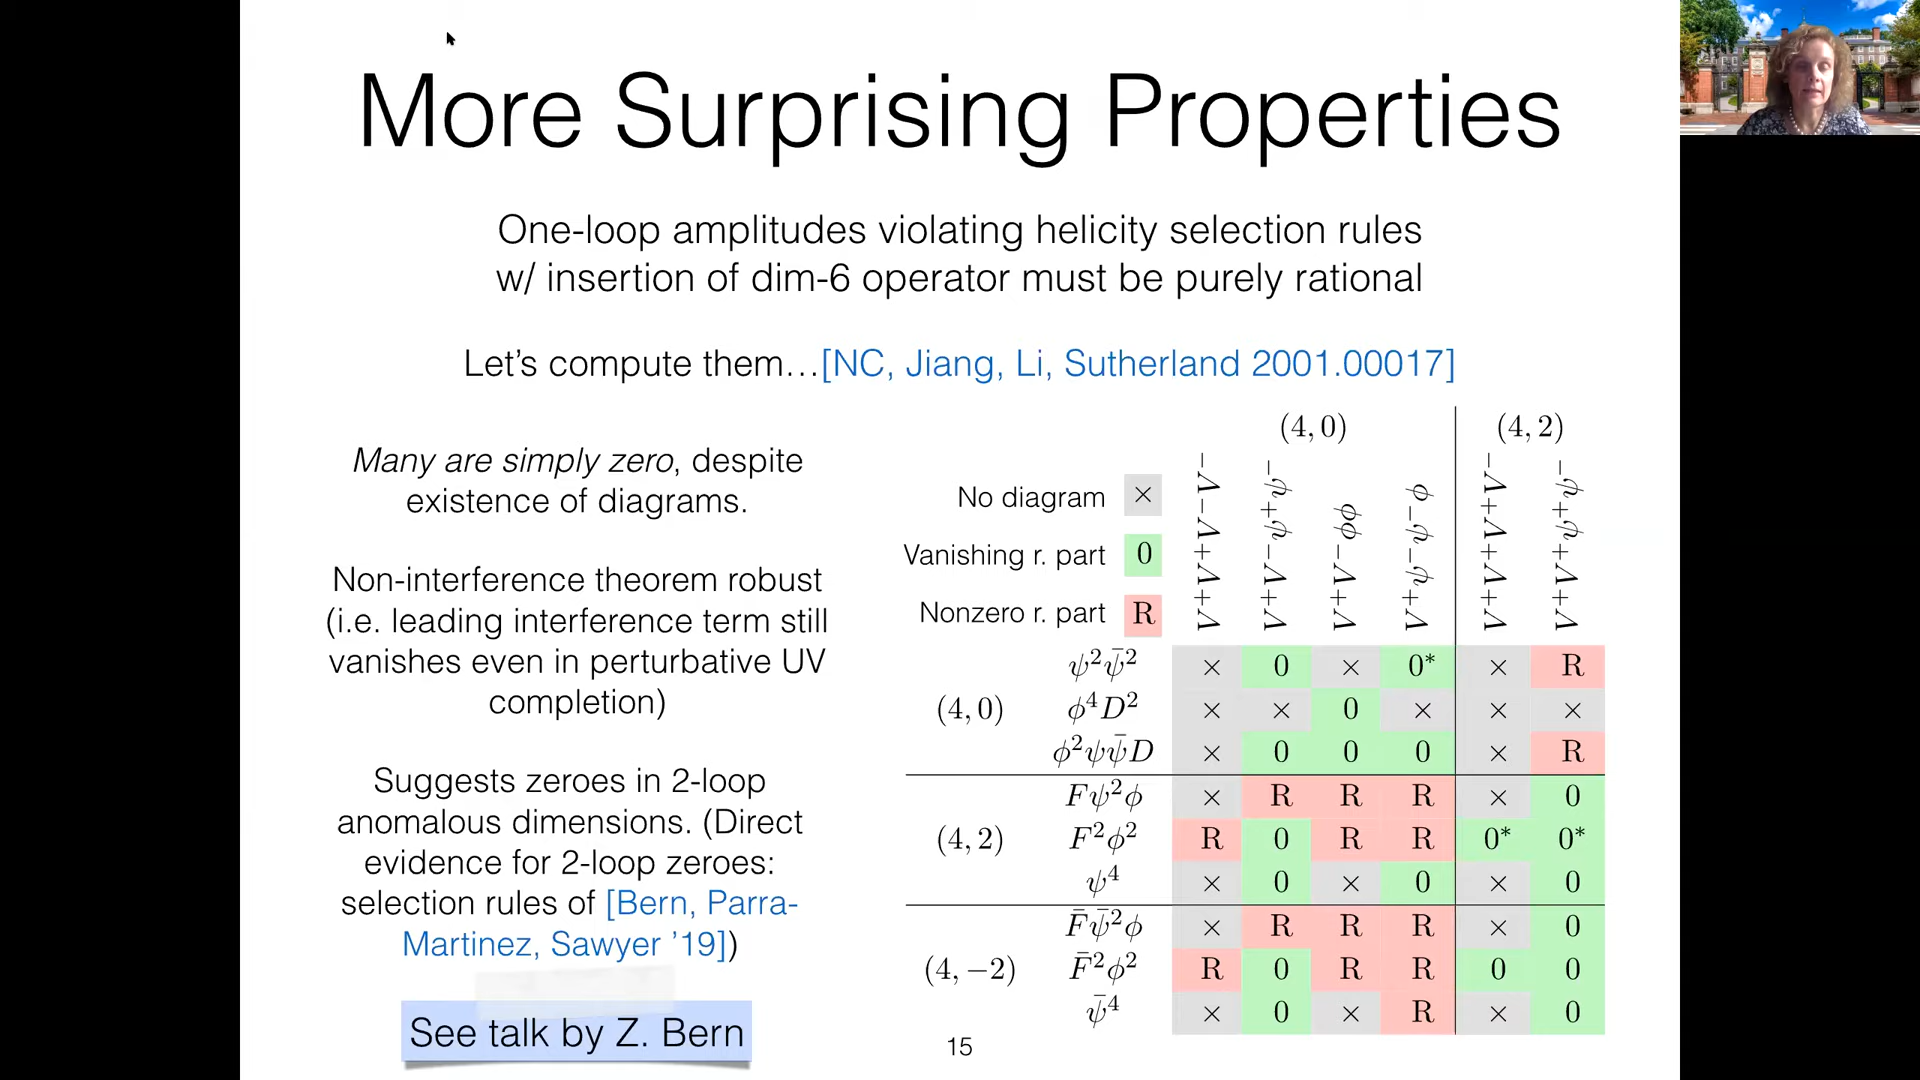 More Surprising Properties
One-loop amplitudes violating helicity selection rules
w/ insertion of dim-6 operator must be purely rational
Let's compute them…[NC, Jiang, Li, Sutherland 2001.00017]
Many are simply zero, despite
existence of diagrams.
Non-interference theorem robust
(i.e. leading interference term still
vanishes even in perturbative UV
completion)
Suggests zeroes in 2-loop
anomalous dimensions. (Direct
evidence for 2-loop zeroes:
selection rules of [Bern, Parra-
Martinez, Sawyer '19])
See talk by Z. Bern
(4, 0) (4, 2)
No diagram ×
Vanishing r. part 0
Nonzero r. part R
V+V+V−V− V+V−ψ+ψ− V+V−φφ V+ψ−ψ−φ V+V+V+V− V+V+ψ+ψ−
ψ²ψ̄² × 0 × 0* × R
(4, 0) φ⁴D² × × 0 × × ×
φ²ψψ̄D × 0 0 0 × R
Fψ²φ × R R R × 0
(4, 2) F²φ² R 0 R R 0* 0*
ψ⁴ × 0 × 0 × 0
F̄ψ̄²φ × R R R × 0
(4, −2) F̄²φ² R 0 R R 0 0
ψ̄⁴ × 0 × R × 0
15